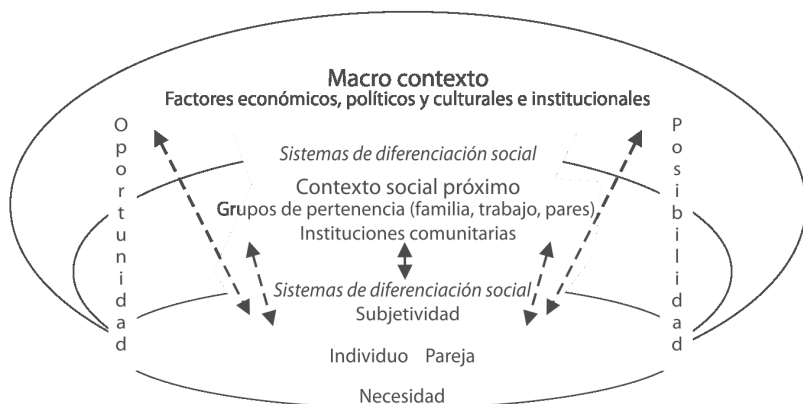 Macro contexto
Factores económicos, políticos y culturales e institucionales
Oportunidad
Posibilidad
Sistemas de diferenciación social
Contexto social próximo
Grupos de pertenencia (familia, trabajo, pares)
Instituciones comunitarias
Sistemas de diferenciación social
Subjetividad
Individuo Pareja
Necesidad